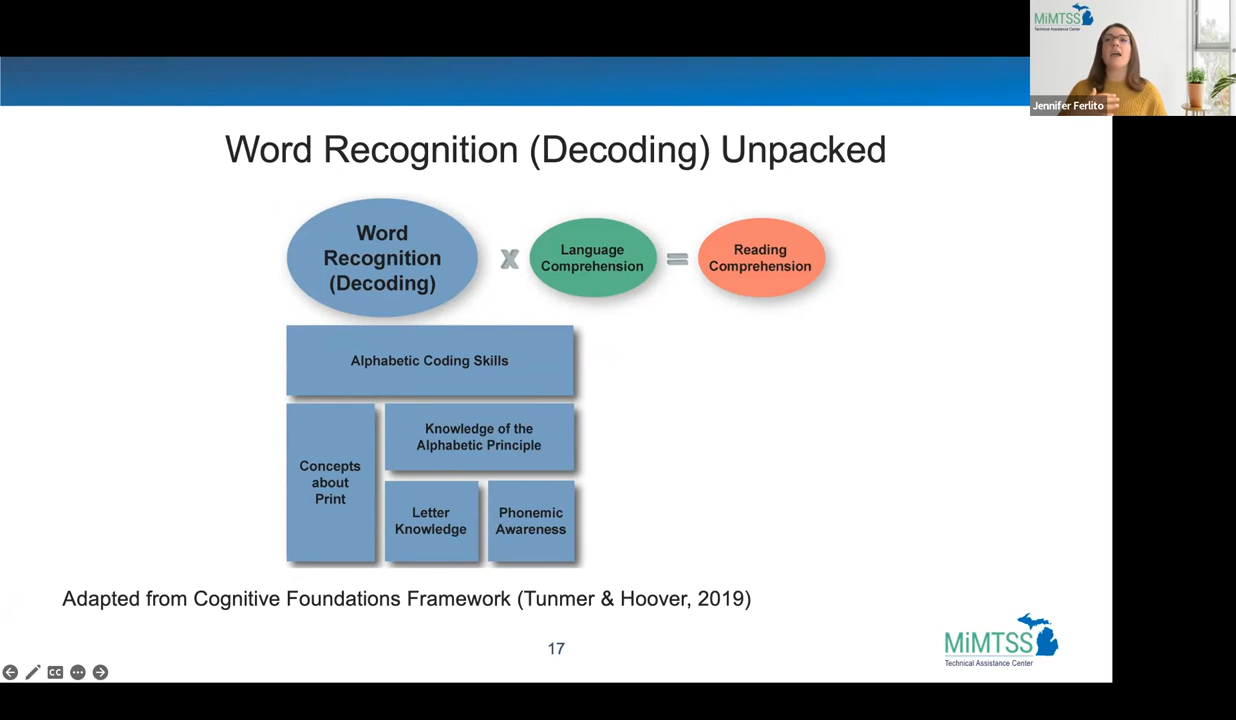 MiMTSS
Technical Assistance Center
Jennifer Ferlito
Word Recognition (Decoding) Unpacked
Word
Recognition
(Decoding)
X
Language
Comprehension
=
Reading
Comprehension
Alphabetic Coding Skills
Concepts
about
Print
Knowledge of the
Alphabetic Principle
Letter
Knowledge
Phonemic
Awareness
Adapted from Cognitive Foundations Framework (Tunmer & Hoover, 2019)
17
MiMTSS
Technical Assistance Center
CC